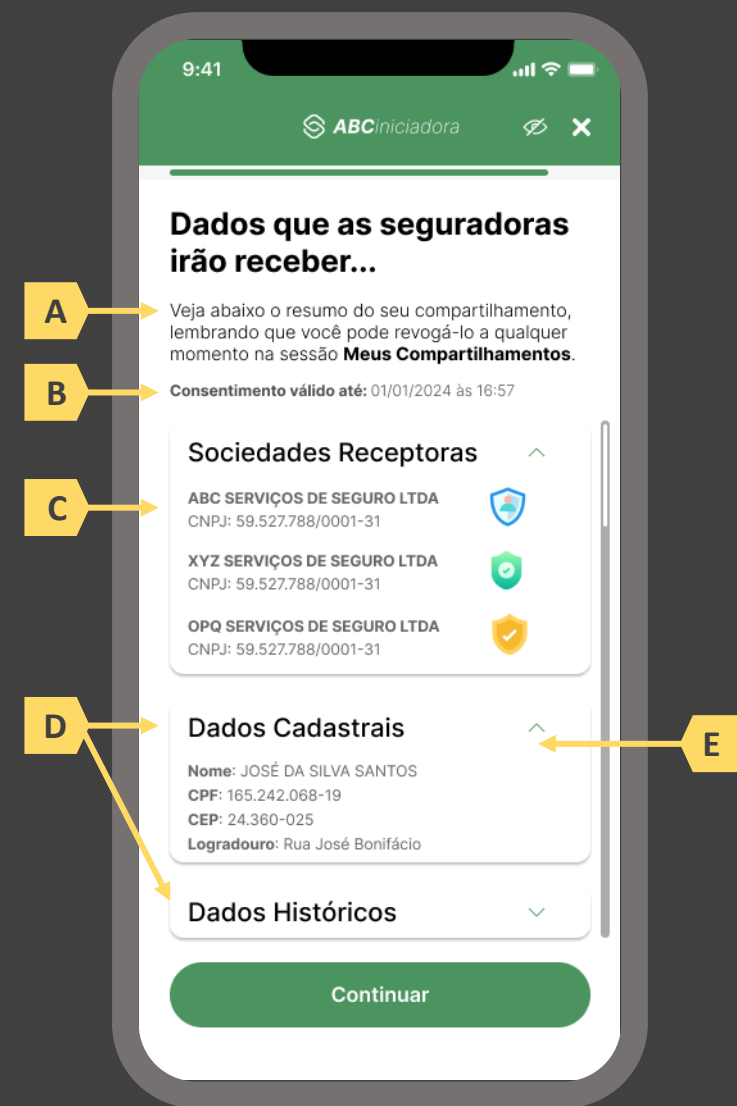 9:41
ABCiniciadora
Dados que as seguradoras
irão receber...
A
Veja abaixo o resumo do seu compartilhamento,
lembrando que você pode revogá-lo a qualquer
momento na sessão Meus Compartilhamentos.
B
Consentimento válido até: 01/01/2024 às 16:57
Sociedades Receptoras
C
ABC SERVIÇOS DE SEGURO LTDA
CNPJ: 59.527.788/0001-31
XYZ SERVIÇOS DE SEGURO LTDA
CNPJ: 59.527.788/0001-31
OPQ SERVIÇOS DE SEGURO LTDA
CNPJ: 59.527.788/0001-31
D
Dados Cadastrais
E
Nome: JOSÉ DA SILVA SANTOS
CPF: 165.242.068-19
CEP: 24.360-025
Logradouro: Rua José Bonifácio
Dados Históricos
Continuar